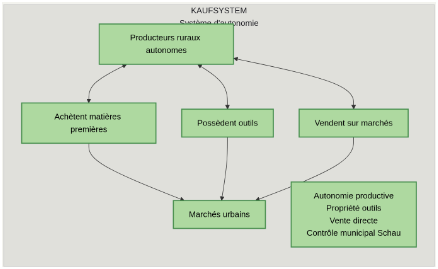 KAUFSYSTEM
Système d'autonomie
Producteurs ruraux
autonomes
Achètent matières
premières
Possèdent outils
Vendent sur marchés
Marchés urbains
Autonomie productive
Propriété outils
Vente directe
Contrôle municipal Schau